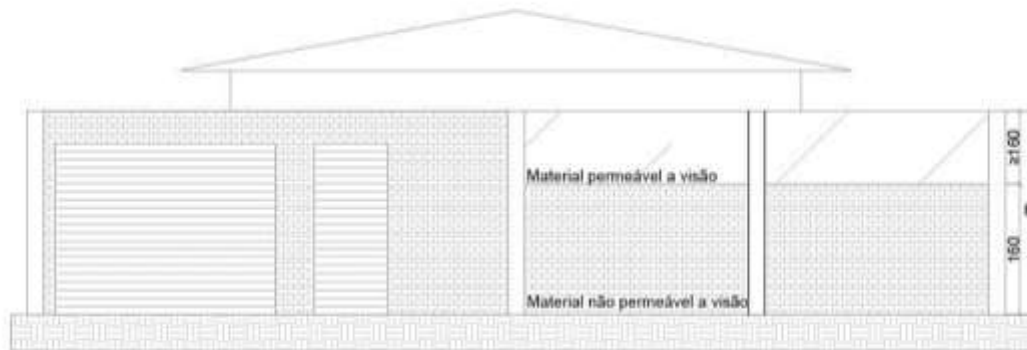 ≥160
Material permeável a visão
160
Material não permeável a visão